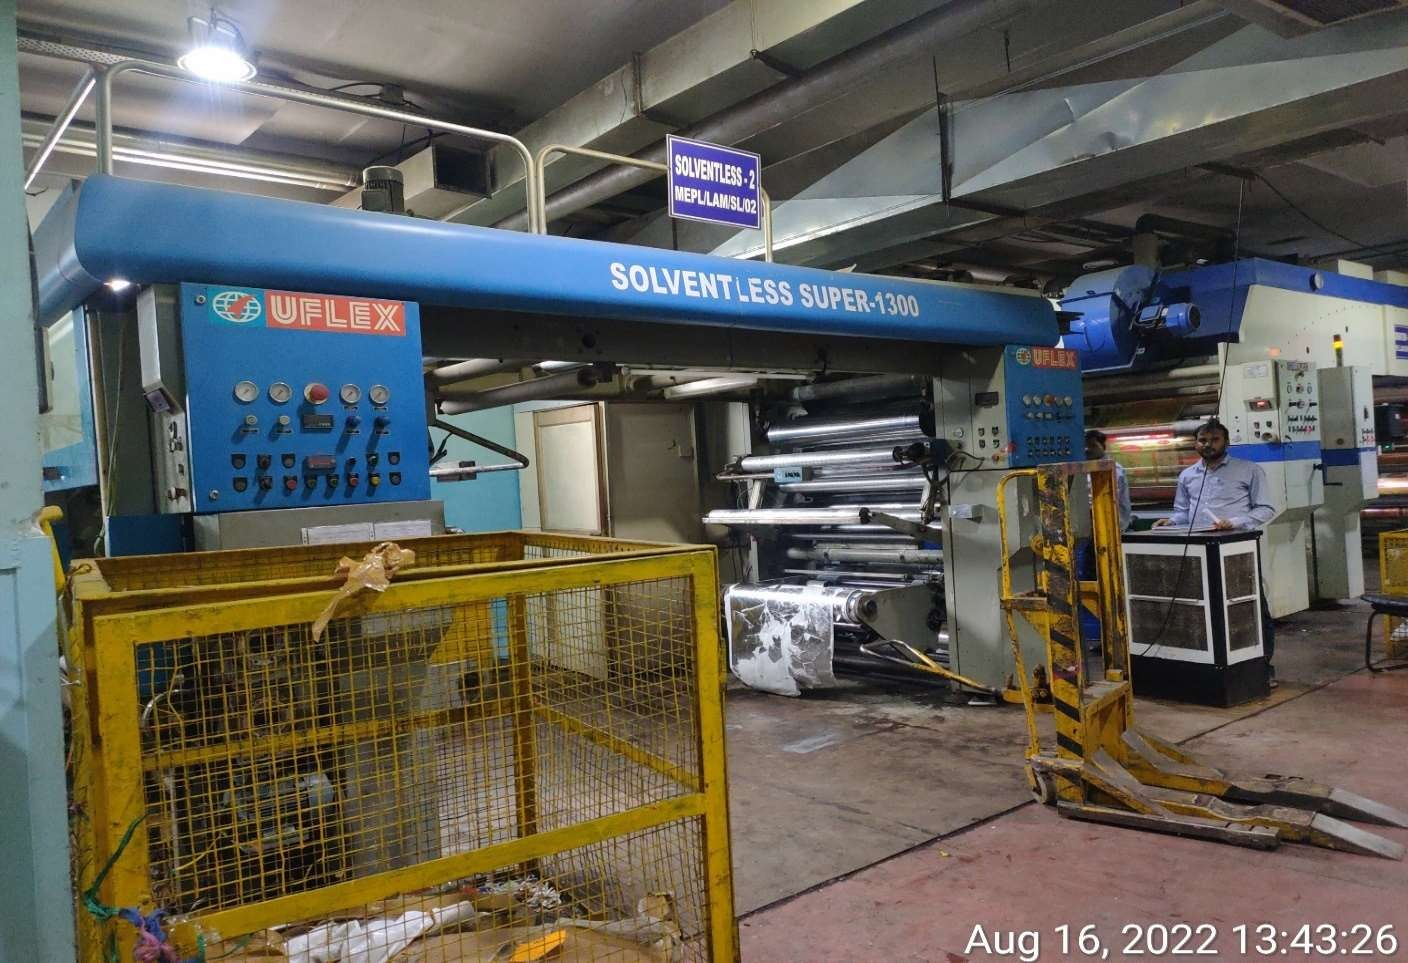 SOLVENTLESS - 2
MEPL/LAM/SL/02
SOLVENTLESS SUPER-1300
UFLEX
UFLEX
Aug 16, 2022 13:43:26